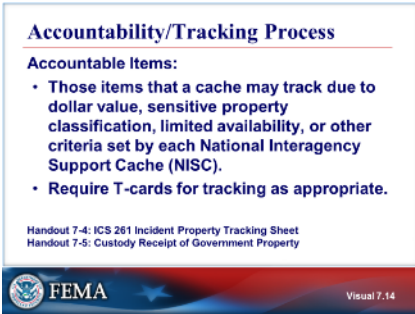 Accountability/Tracking Process
Accountable Items:
• Those items that a cache may track due to
dollar value, sensitive property
classification, limited availability, or other
criteria set by each National Interagency
Support Cache (NISC).
• Require T-cards for tracking as appropriate.
Handout 7-4: ICS 261 Incident Property Tracking Sheet
Handout 7-5: Custody Receipt of Government Property
FEMA
Visual 7.14